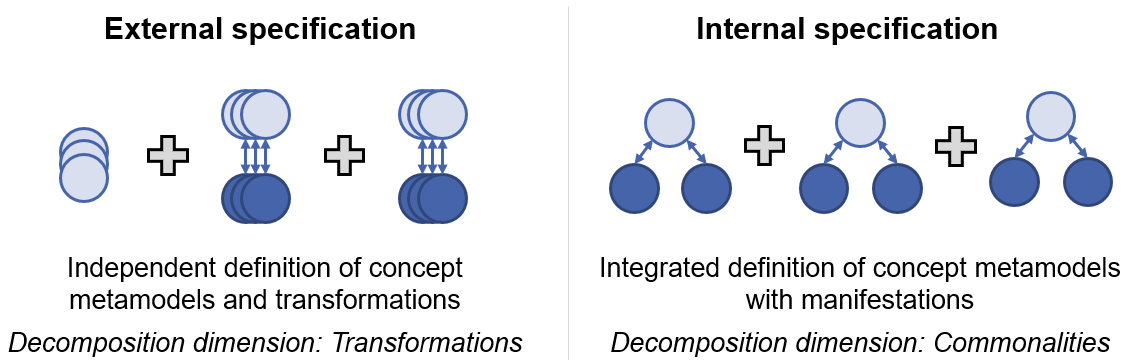 External specification
Independent definition of concept
metamodels and transformations
Decomposition dimension: Transformations
Internal specification
Integrated definition of concept metamodels
with manifestations
Decomposition dimension: Commonalities